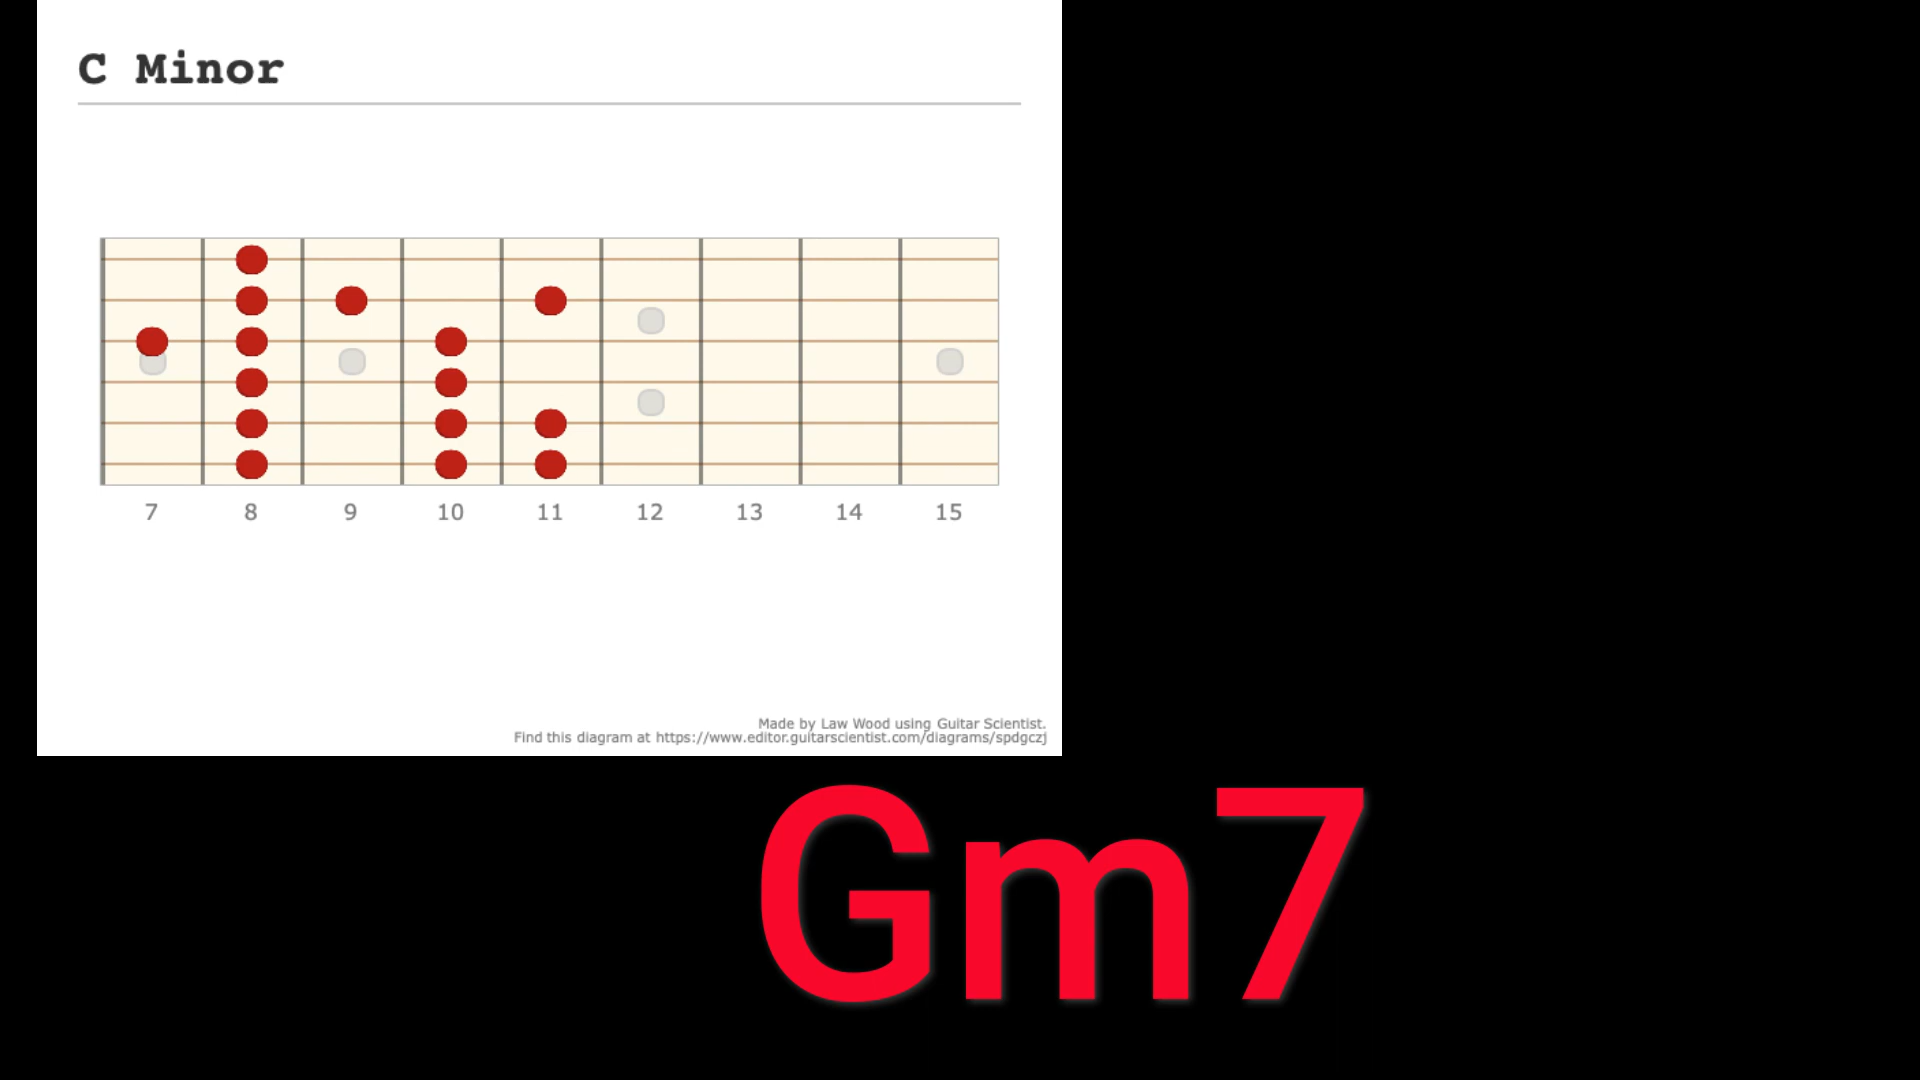 C Minor
7 8 9 10 11 12 13 14 15
Made by Law Wood using Guitar Scientist.
Find this diagram at https://www.editor.guitarscientist.com/diagrams/spdgczj
Gm7